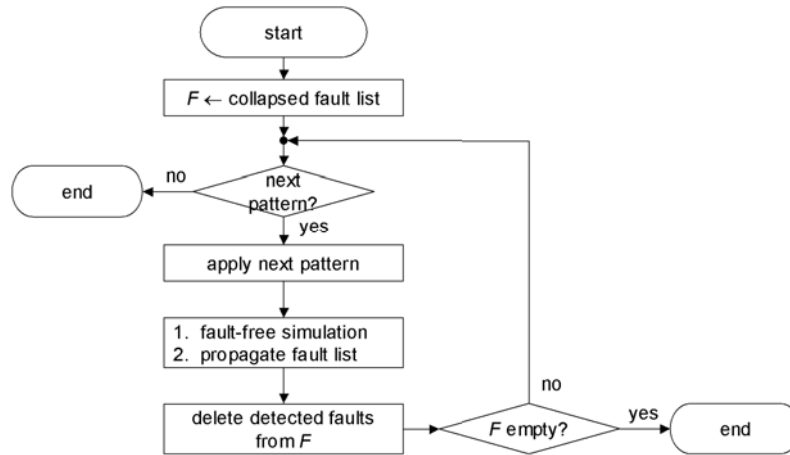 start
F ← collapsed fault list
no
end
next
pattern?
yes
apply next pattern
1. fault-free simulation
2. propagate fault list
no
delete detected faults
from F
F empty?
yes
end